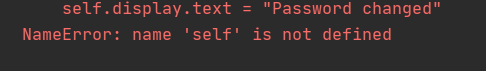 self.display.text = "Password changed"
NameError: name 'self' is not defined